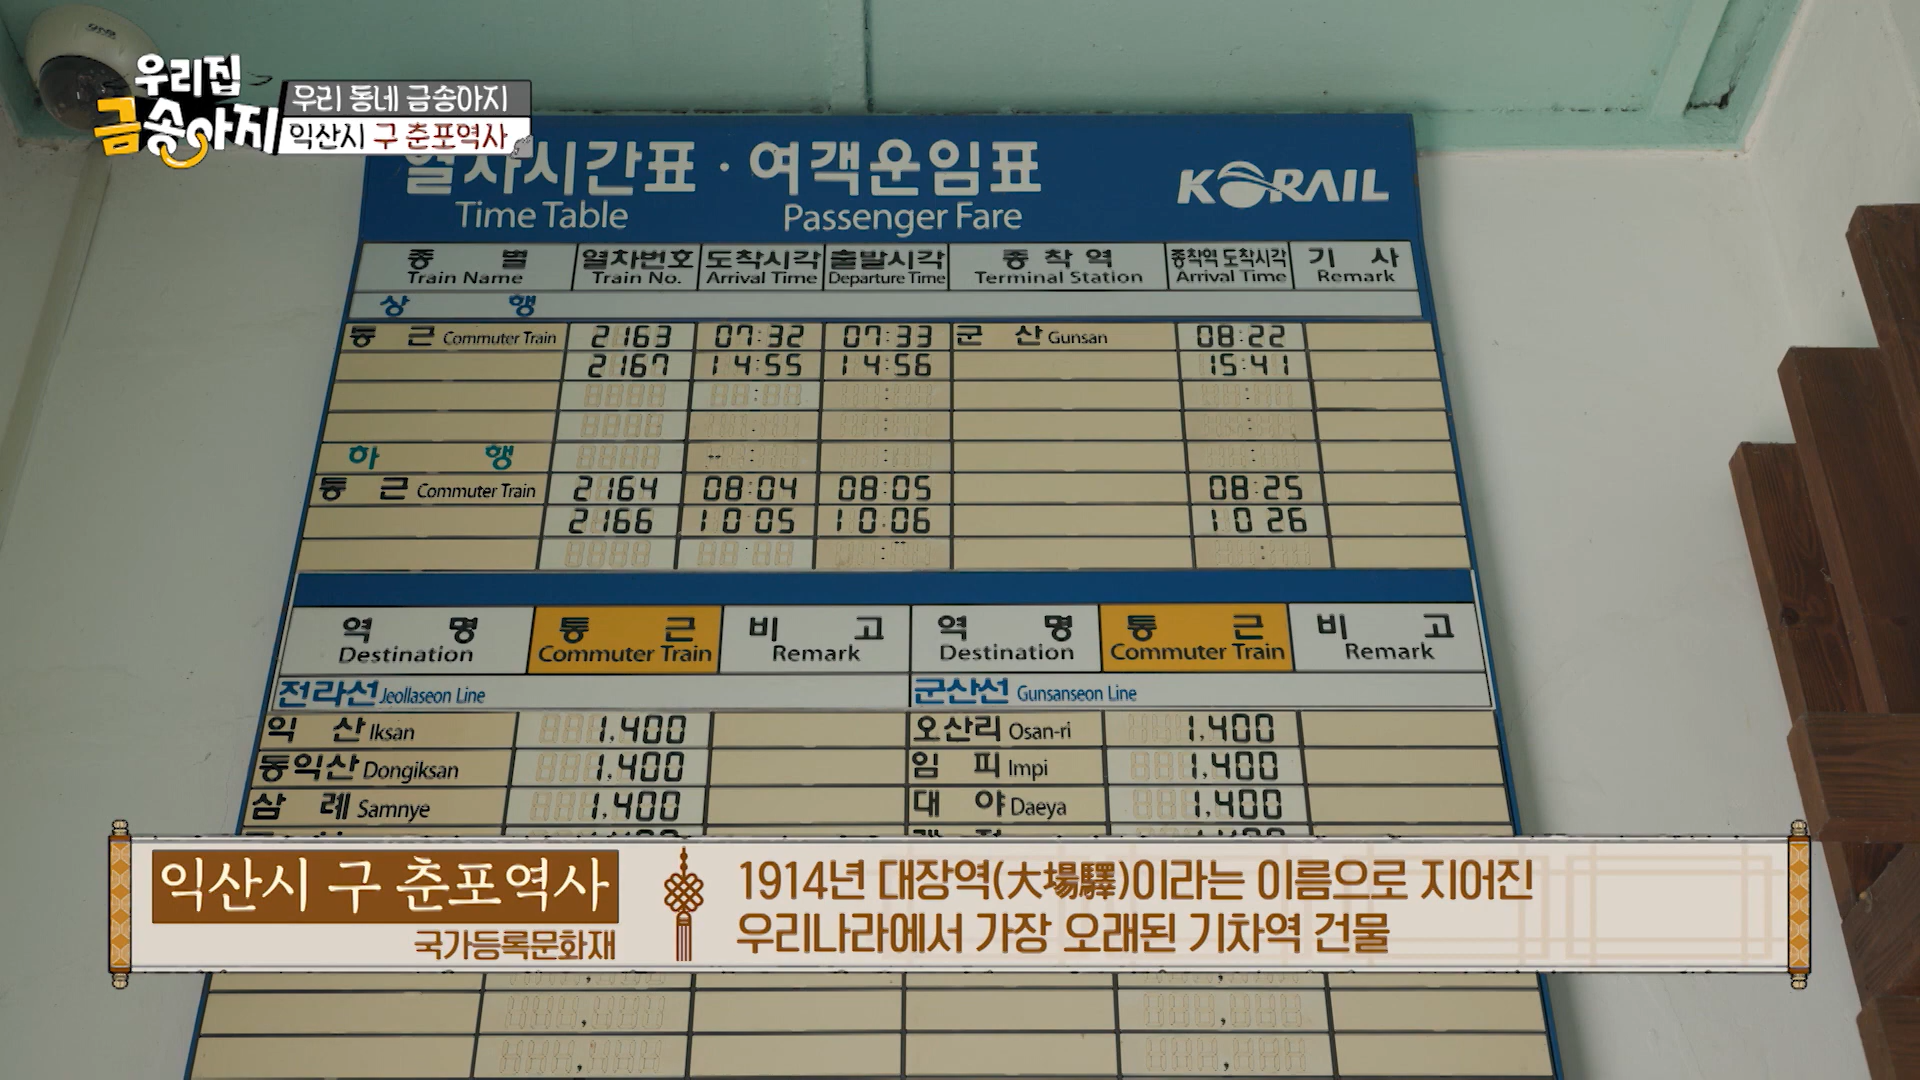 우리집
금송아지
우리 동네 금송아지
익산시 구 춘포역사
열차시간표 · 여객운임표
Time Table Passenger Fare
KORAIL
종 별 열차번호 도착시각 출발시각 종착역 종착역 도착시각 기 사
Train Name Train No. Arrival Time Departure Time Terminal Station Arrival Time Remark
상 행
통 근 Commuter Train 2163 07:32 07:33 군 산 Gunsan 08:22
2167 14:55 14:56 15:41
하 행
통 근 Commuter Train 2164 08:04 08:05 08:25
2166 10:05 10:06 10 26
역 명 통 근 비 고 역 명 통 근 비 고
Destination Commuter Train Remark Destination Commuter Train Remark
전라선 Jeollaseon Line 군산선 Gunsanseon Line
익 산 Iksan 1,400 오산리 Osan-ri 1,400
동익산 Dongiksan 1,400 임 피 Impi 1,400
삼 례 Samnye 1,400 대 야 Daeya 1,400
익산시 구 춘포역사
국가등록문화재
1914년 대장역(大場驛)이라는 이름으로 지어진
우리나라에서 가장 오래된 기차역 건물